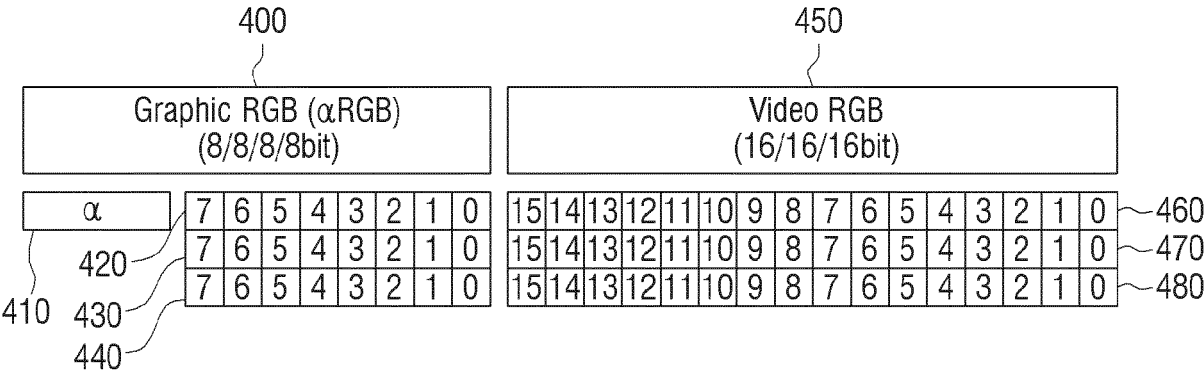 400 450
Graphic RGB (αRGB) Video RGB
(8/8/8/8bit) (16/16/16bit)
α 7 6 5 4 3 2 1 0 15 14 13 12 11 10 9 8 7 6 5 4 3 2 1 0 460
420 7 6 5 4 3 2 1 0 15 14 13 12 11 10 9 8 7 6 5 4 3 2 1 0 470
410 430 7 6 5 4 3 2 1 0 15 14 13 12 11 10 9 8 7 6 5 4 3 2 1 0 480
440